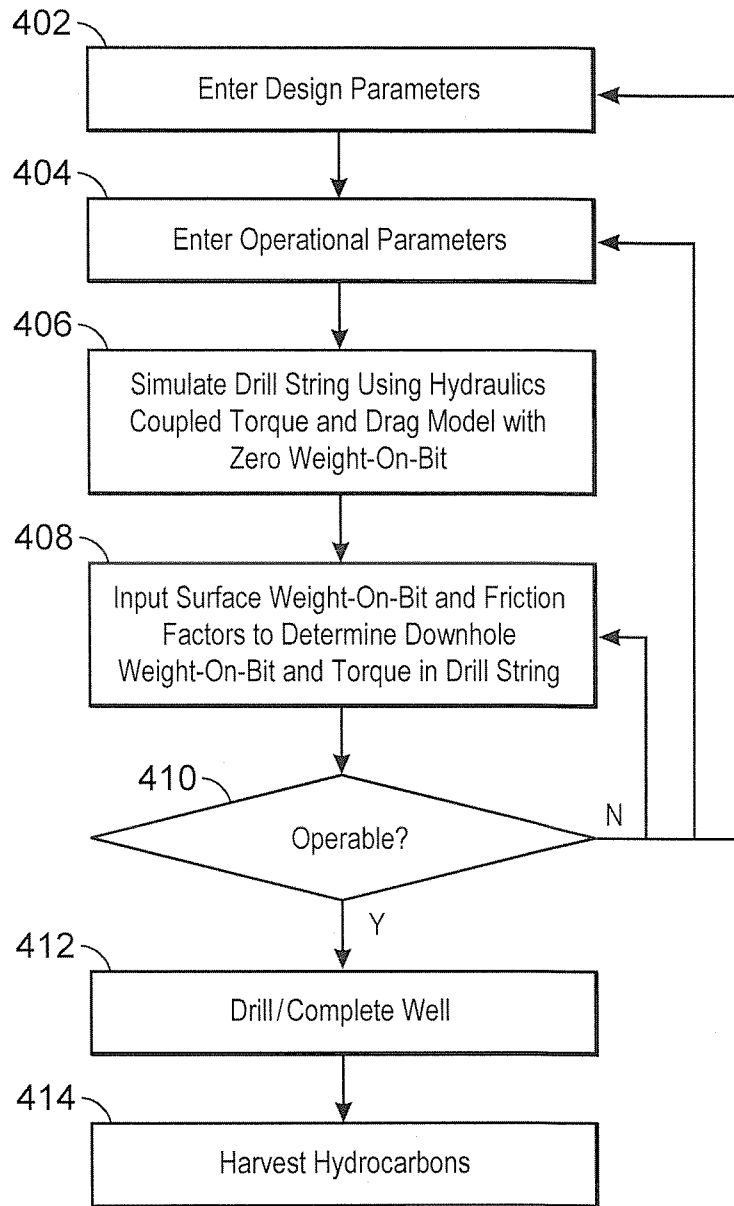 402
Enter Design Parameters
404
Enter Operational Parameters
406
Simulate Drill String Using Hydraulics
Coupled Torque and Drag Model with
Zero Weight-On-Bit
408
Input Surface Weight-On-Bit and Friction
Factors to Determine Downhole
Weight-On-Bit and Torque in Drill String
410
Operable?
N
Y
412
Drill/Complete Well
414
Harvest Hydrocarbons